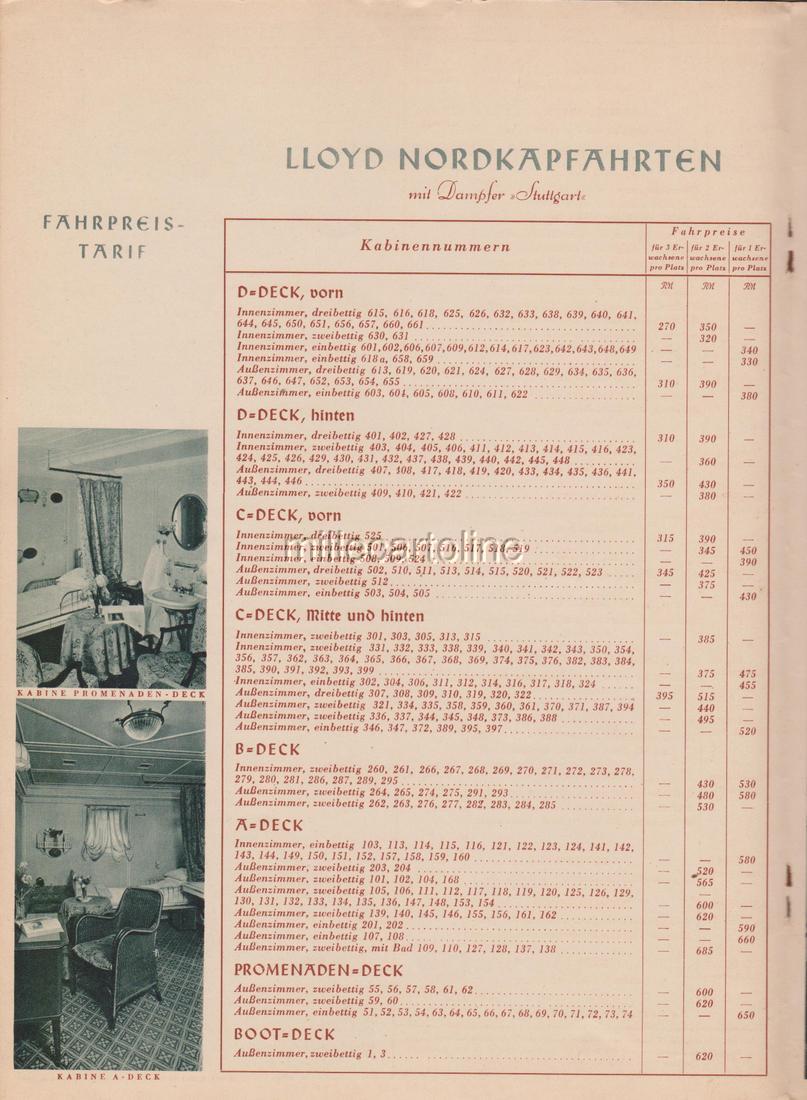 LLOYD NORDKAPFAHRTEN
mit Dampfer »Stuttgart«
FAHRPREIS-
TARIF
Kabinennummern
Fahrpreise
für 3 Er- für 2 Er- für 1 Er-
wachsene wachsene wachsene
pro Platz pro Platz pro Platz
RM RM RM
D=DECK, vorn
Innenzimmer, dreibettig 615, 616, 618, 625, 626, 632, 633, 638, 639, 640, 641,
644, 645, 650, 651, 656, 657, 660, 661 270 350 —
Innenzimmer, zweibettig 630, 631 — 320 —
Innenzimmer, einbettig 601, 602, 606, 607, 609, 612, 614, 617, 623, 642, 643, 648, 649 — — 340
Innenzimmer, einbettig 618a, 658, 659 — — 330
Außenzimmer, dreibettig 613, 619, 620, 621, 624, 627, 628, 629, 634, 635, 636,
637, 646, 647, 652, 653, 654, 655 310 390 —
Außenzimmer, einbettig 603, 604, 605, 608, 610, 611, 622 — — 380
D=DECK, hinten
Innenzimmer, dreibettig 401, 402, 427, 428 310 390 —
Innenzimmer, zweibettig 403, 404, 405, 406, 411, 412, 413, 414, 415, 416, 423,
424, 425, 426, 429, 430, 431, 432, 437, 438, 439, 440, 442, 445, 448 — 360 —
Außenzimmer, dreibettig 407, 408, 417, 418, 419, 420, 433, 434, 435, 436, 441,
443, 444, 446 350 430 —
Außenzimmer, zweibettig 409, 410, 421, 422 — 380 —
C=DECK, vorn
Innenzimmer, dreibettig 525 315 390 —
Innenzimmer, zweibettig 501, 506, 507, 516, 517, 518, 519 — 345 450
Innenzimmer, einbettig 508, 509, 524 — — 390
Außenzimmer, dreibettig 502, 510, 511, 513, 514, 515, 520, 521, 522, 523 345 425 —
Außenzimmer, zweibettig 512 — 375 —
Außenzimmer, einbettig 503, 504, 505 — — 430
millecartoline
C=DECK, Mitte und hinten
Innenzimmer, zweibettig 301, 303, 305, 313, 315 — 385 —
Innenzimmer, zweibettig 331, 332, 333, 338, 339, 340, 341, 342, 343, 350, 354,
356, 357, 362, 363, 364, 365, 366, 367, 368, 369, 374, 375, 376, 382, 383, 384,
385, 390, 391, 392, 393, 399 — 375 475
Innenzimmer, einbettig 302, 304, 306, 311, 312, 314, 316, 317, 318, 324 — — 455
Außenzimmer, dreibettig 307, 308, 309, 310, 319, 320, 322 395 515 —
Außenzimmer, zweibettig 321, 334, 335, 358, 359, 360, 361, 370, 371, 387, 394 — 440 —
Außenzimmer, zweibettig 336, 337, 344, 345, 348, 373, 386, 388 — 495 —
Außenzimmer, einbettig 346, 347, 372, 389, 395, 397 — — 520
B=DECK
Innenzimmer, zweibettig 260, 261, 266, 267, 268, 269, 270, 271, 272, 273, 278,
279, 280, 281, 286, 287, 289, 295 — 430 530
Außenzimmer, zweibettig 264, 265, 274, 275, 291, 293 — 480 580
Außenzimmer, zweibettig 262, 263, 276, 277, 282, 283, 284, 285 — 530 —
A=DECK
Innenzimmer, einbettig 103, 113, 114, 115, 116, 121, 122, 123, 124, 141, 142,
143, 144, 149, 150, 151, 152, 157, 158, 159, 160 — — 580
Außenzimmer, zweibettig 203, 204 — 520 —
Außenzimmer, zweibettig 101, 102, 104, 168 — 565 —
Außenzimmer, zweibettig 105, 106, 111, 112, 117, 118, 119, 120, 125, 126, 129,
130, 131, 132, 133, 134, 135, 136, 147, 148, 153, 154 — 600 —
Außenzimmer, zweibettig 139, 140, 145, 146, 155, 156, 161, 162 — 620 —
Außenzimmer, einbettig 201, 202 — — 590
Außenzimmer, einbettig 107, 108 — — 660
Außenzimmer, zweibettig, mit Bad 109, 110, 127, 128, 137, 138 — 685 —
PROMENADEN=DECK
Außenzimmer, zweibettig 55, 56, 57, 58, 61, 62 — 600 —
Außenzimmer, zweibettig 59, 60 — 620 —
Außenzimmer, einbettig 51, 52, 53, 54, 63, 64, 65, 66, 67, 68, 69, 70, 71, 72, 73, 74 — — 650
BOOT=DECK
Außenzimmer, zweibettig 1, 3 — 620 —
KABINE PROMENADEN-DECK
KABINE A-DECK